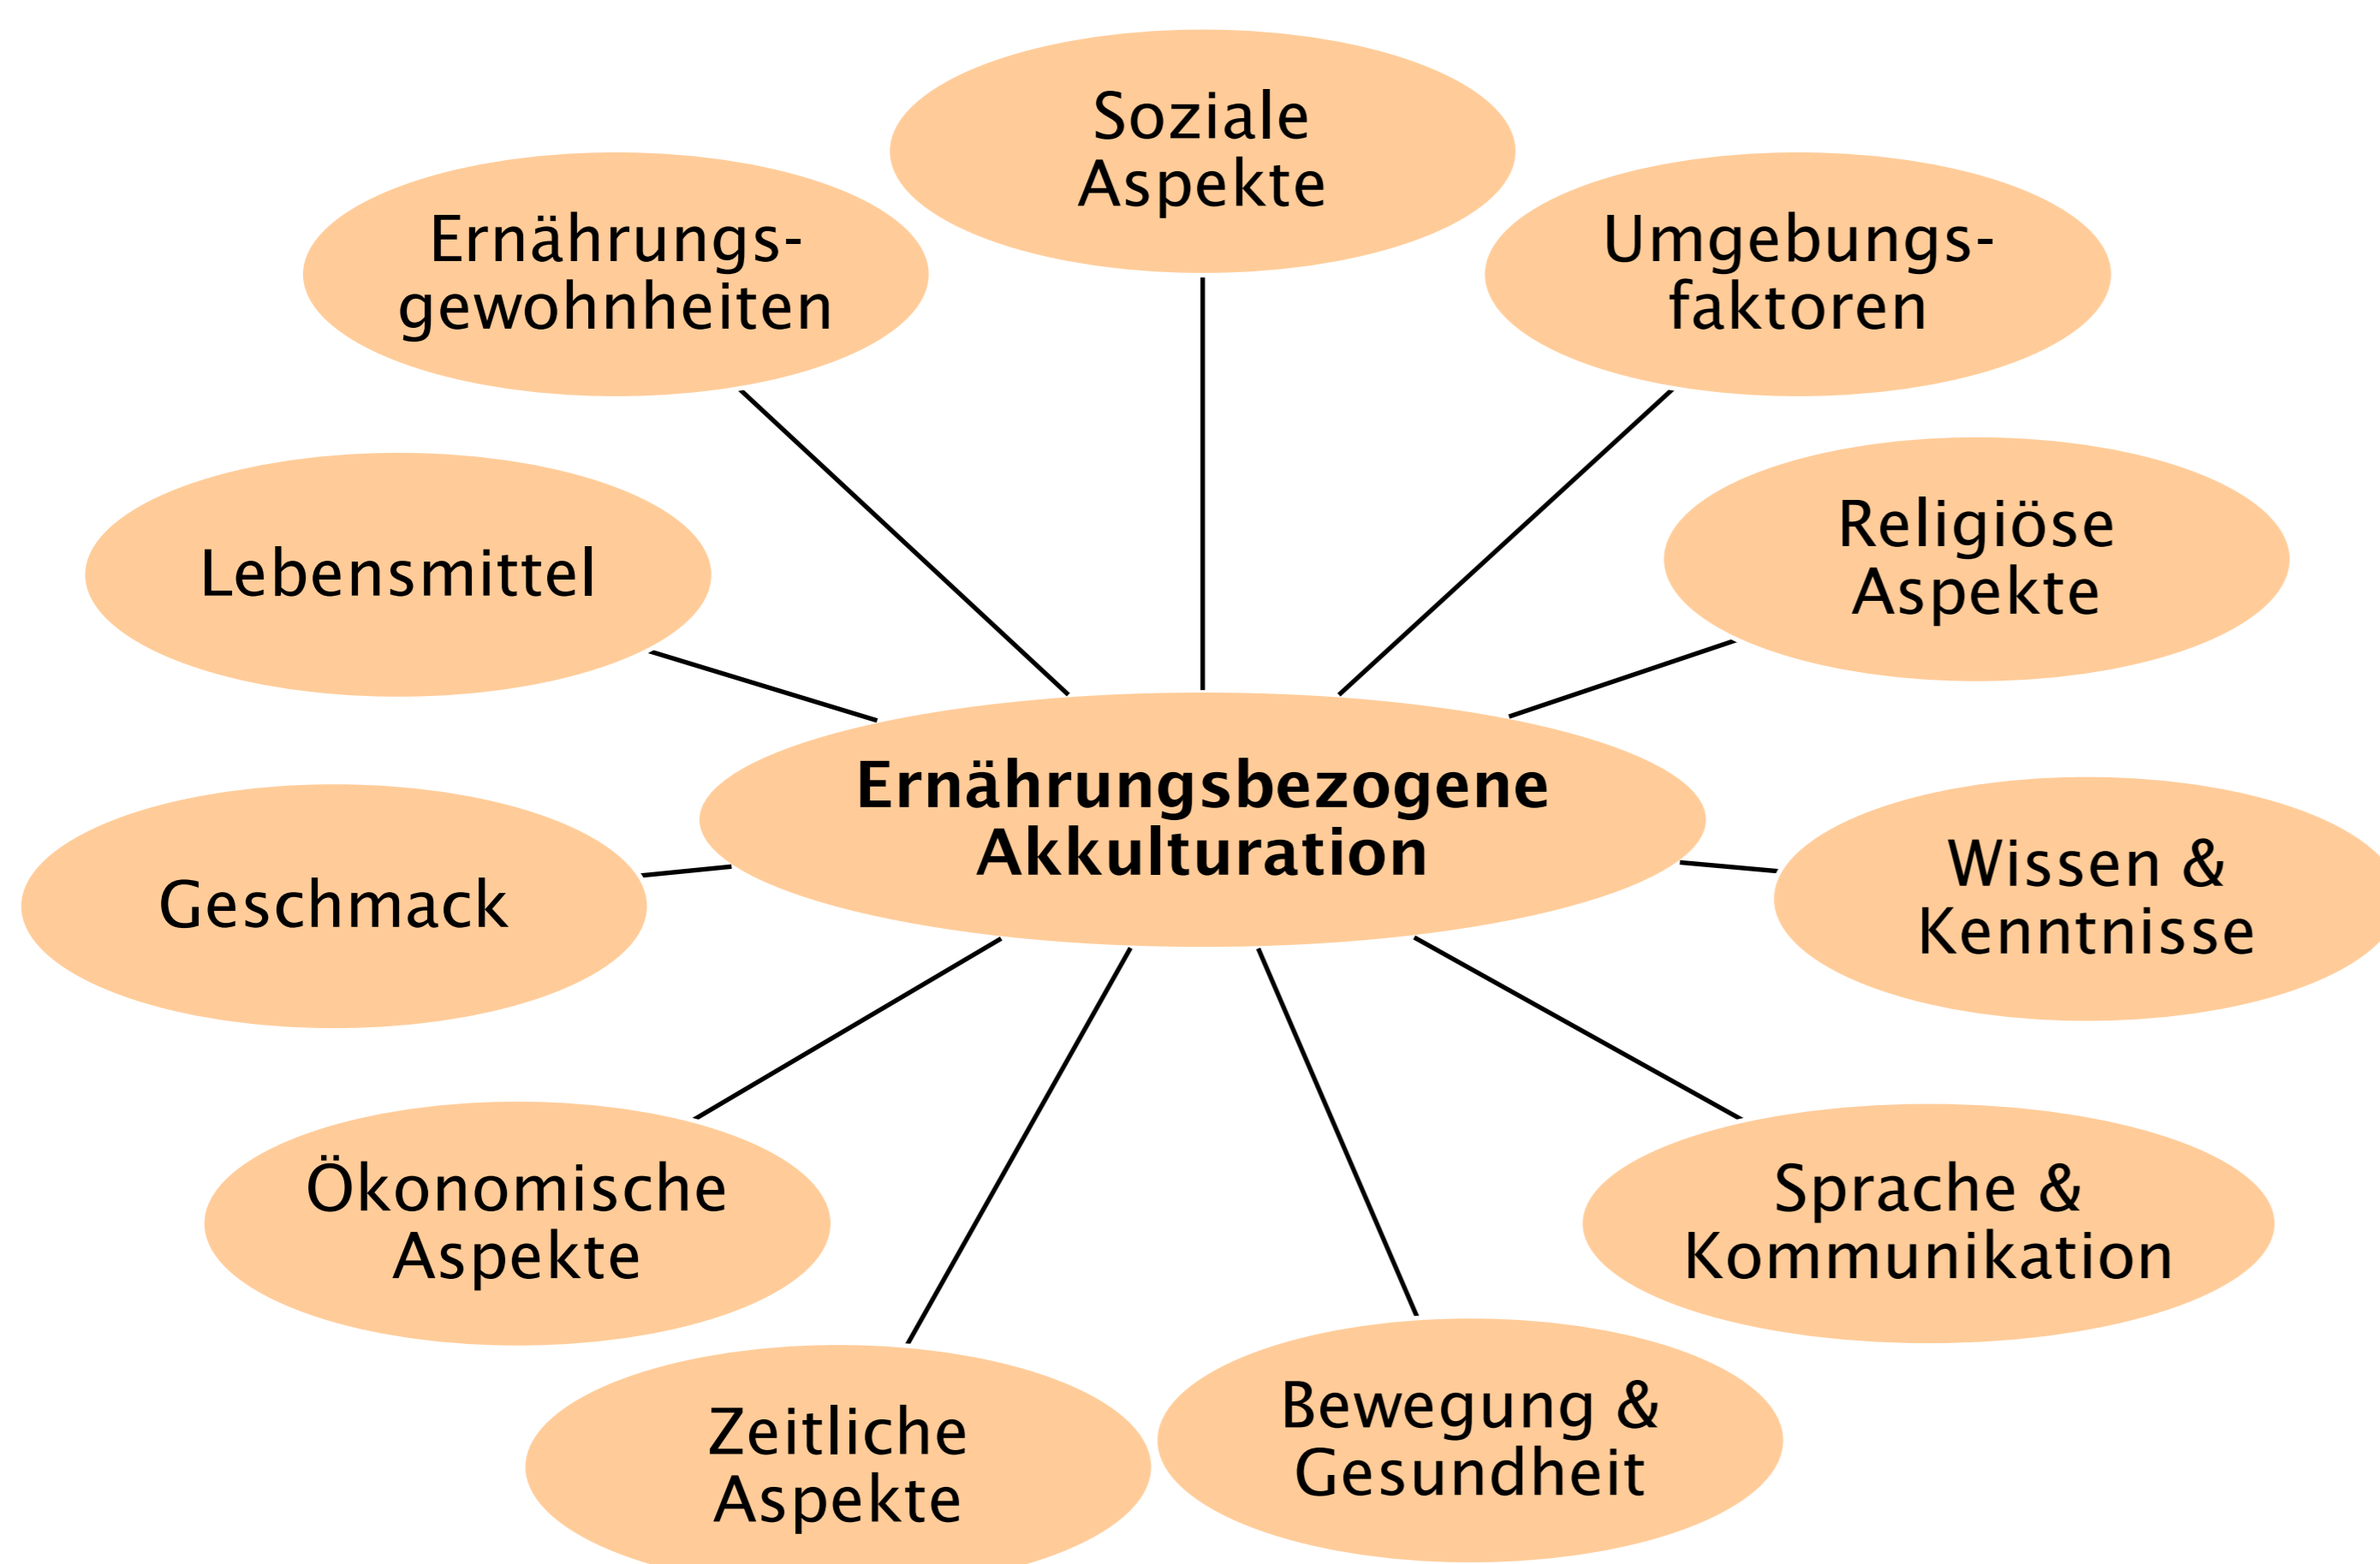 Soziale
Aspekte
Ernährungs-
gewohnheiten
Umgebungs-
faktoren
Lebensmittel
Religiöse
Aspekte
Ernährungsbezogene
Akkulturation
Geschmack
Wissen &
Kenntnisse
Ökonomische
Aspekte
Sprache &
Kommunikation
Zeitliche
Aspekte
Bewegung &
Gesundheit